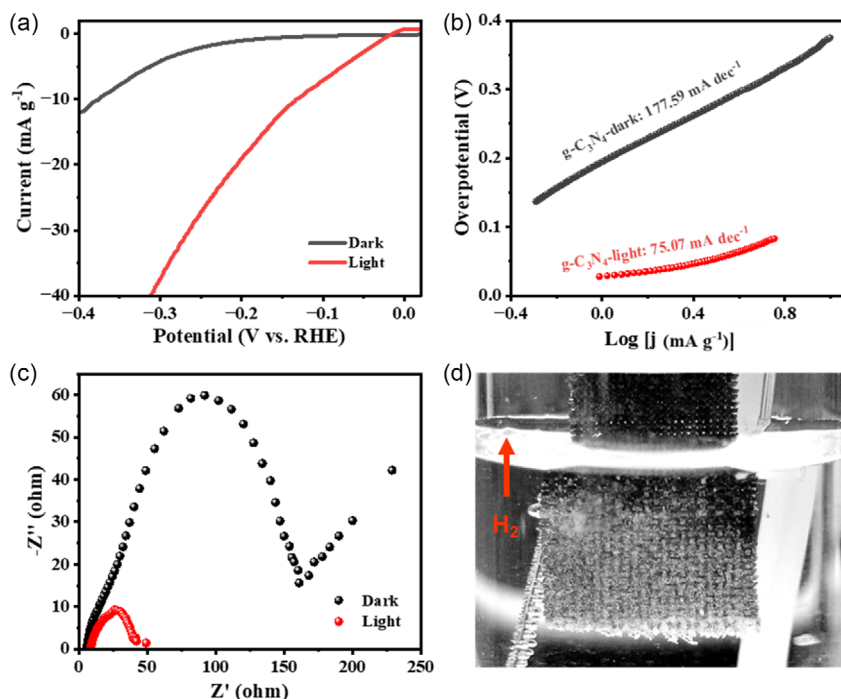 (a)
0
−10
−20
−30
−40
−0.4
−0.3
−0.2
−0.1
0.0
Current (mA g⁻¹)
Potential (V vs. RHE)
Dark
Light
(b)
0.4
0.3
0.2
0.1
0.0
−0.4
0.0
0.4
0.8
Overpotential (V)
g-C₃N₄-dark: 177.59 mA dec⁻¹
g-C₃N₄-light: 75.07 mA dec⁻¹
Log [j (mA g⁻¹)]
(c)
60
50
40
30
20
10
0
0
50
100
150
200
250
-Z'' (ohm)
Z' (ohm)
Dark
Light
(d)
H₂